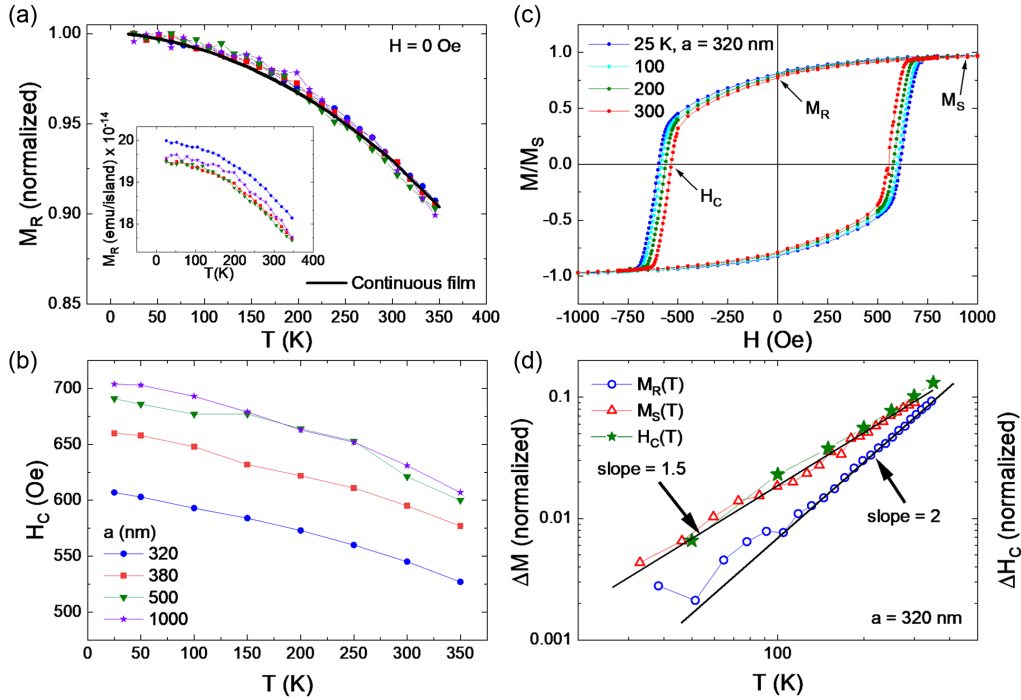 (a)
1.00
0.95
0.90
0.85
M_R (normalized)
H = 0 Oe
20
19
18
M_R (emu/island) x 10^-14
0 100 200 300 400
T(K)
Continuous film
0 50 100 150 200 250 300 350 400
T (K)
(c)
1.0
0.5
0.0
-0.5
-1.0
M/M_S
25 K, a = 320 nm
100
200
300
M_R
M_S
H_C
-1000 -750 -500 -250 0 250 500 750 1000
H (Oe)
(b)
700
650
600
550
500
H_C (Oe)
a (nm)
320
380
500
1000
0 50 100 150 200 250 300 350
T (K)
(d)
0.1
0.01
0.001
ΔM (normalized)
M_R(T)
M_S(T)
H_C(T)
slope = 1.5
slope = 2
a = 320 nm
100
T (K)
ΔH_C (normalized)